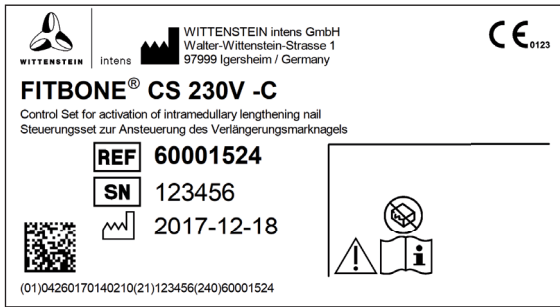 WITTENSTEIN
intens
WITTENSTEIN intens GmbH
Walter-Wittenstein-Strasse 1
97999 Igersheim / Germany
CE 0123
FITBONE® CS 230V -C
Control Set for activation of intramedullary lengthening nail
Steuerungsset zur Ansteuerung des Verlängerungsmarknagels
REF 60001524
SN 123456
2017-12-18
i
(01)04260170140210(21)123456(240)60001524